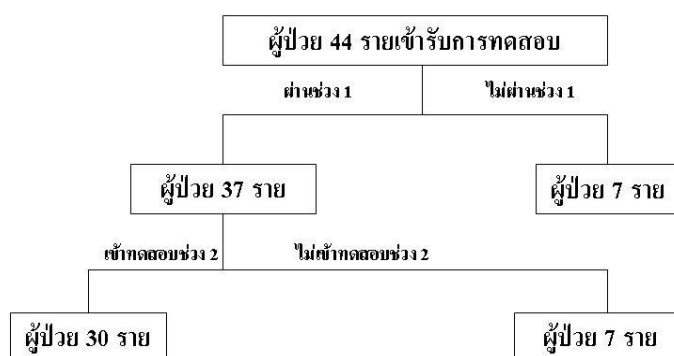 ผู้ป่วย 44 รายเข้ารับการทดสอบ
ผ่านช่วง 1
ไม่ผ่านช่วง 1
ผู้ป่วย 37 ราย
ผู้ป่วย 7 ราย
เข้าทดสอบช่วง 2
ไม่เข้าทดสอบช่วง 2
ผู้ป่วย 30 ราย
ผู้ป่วย 7 ราย